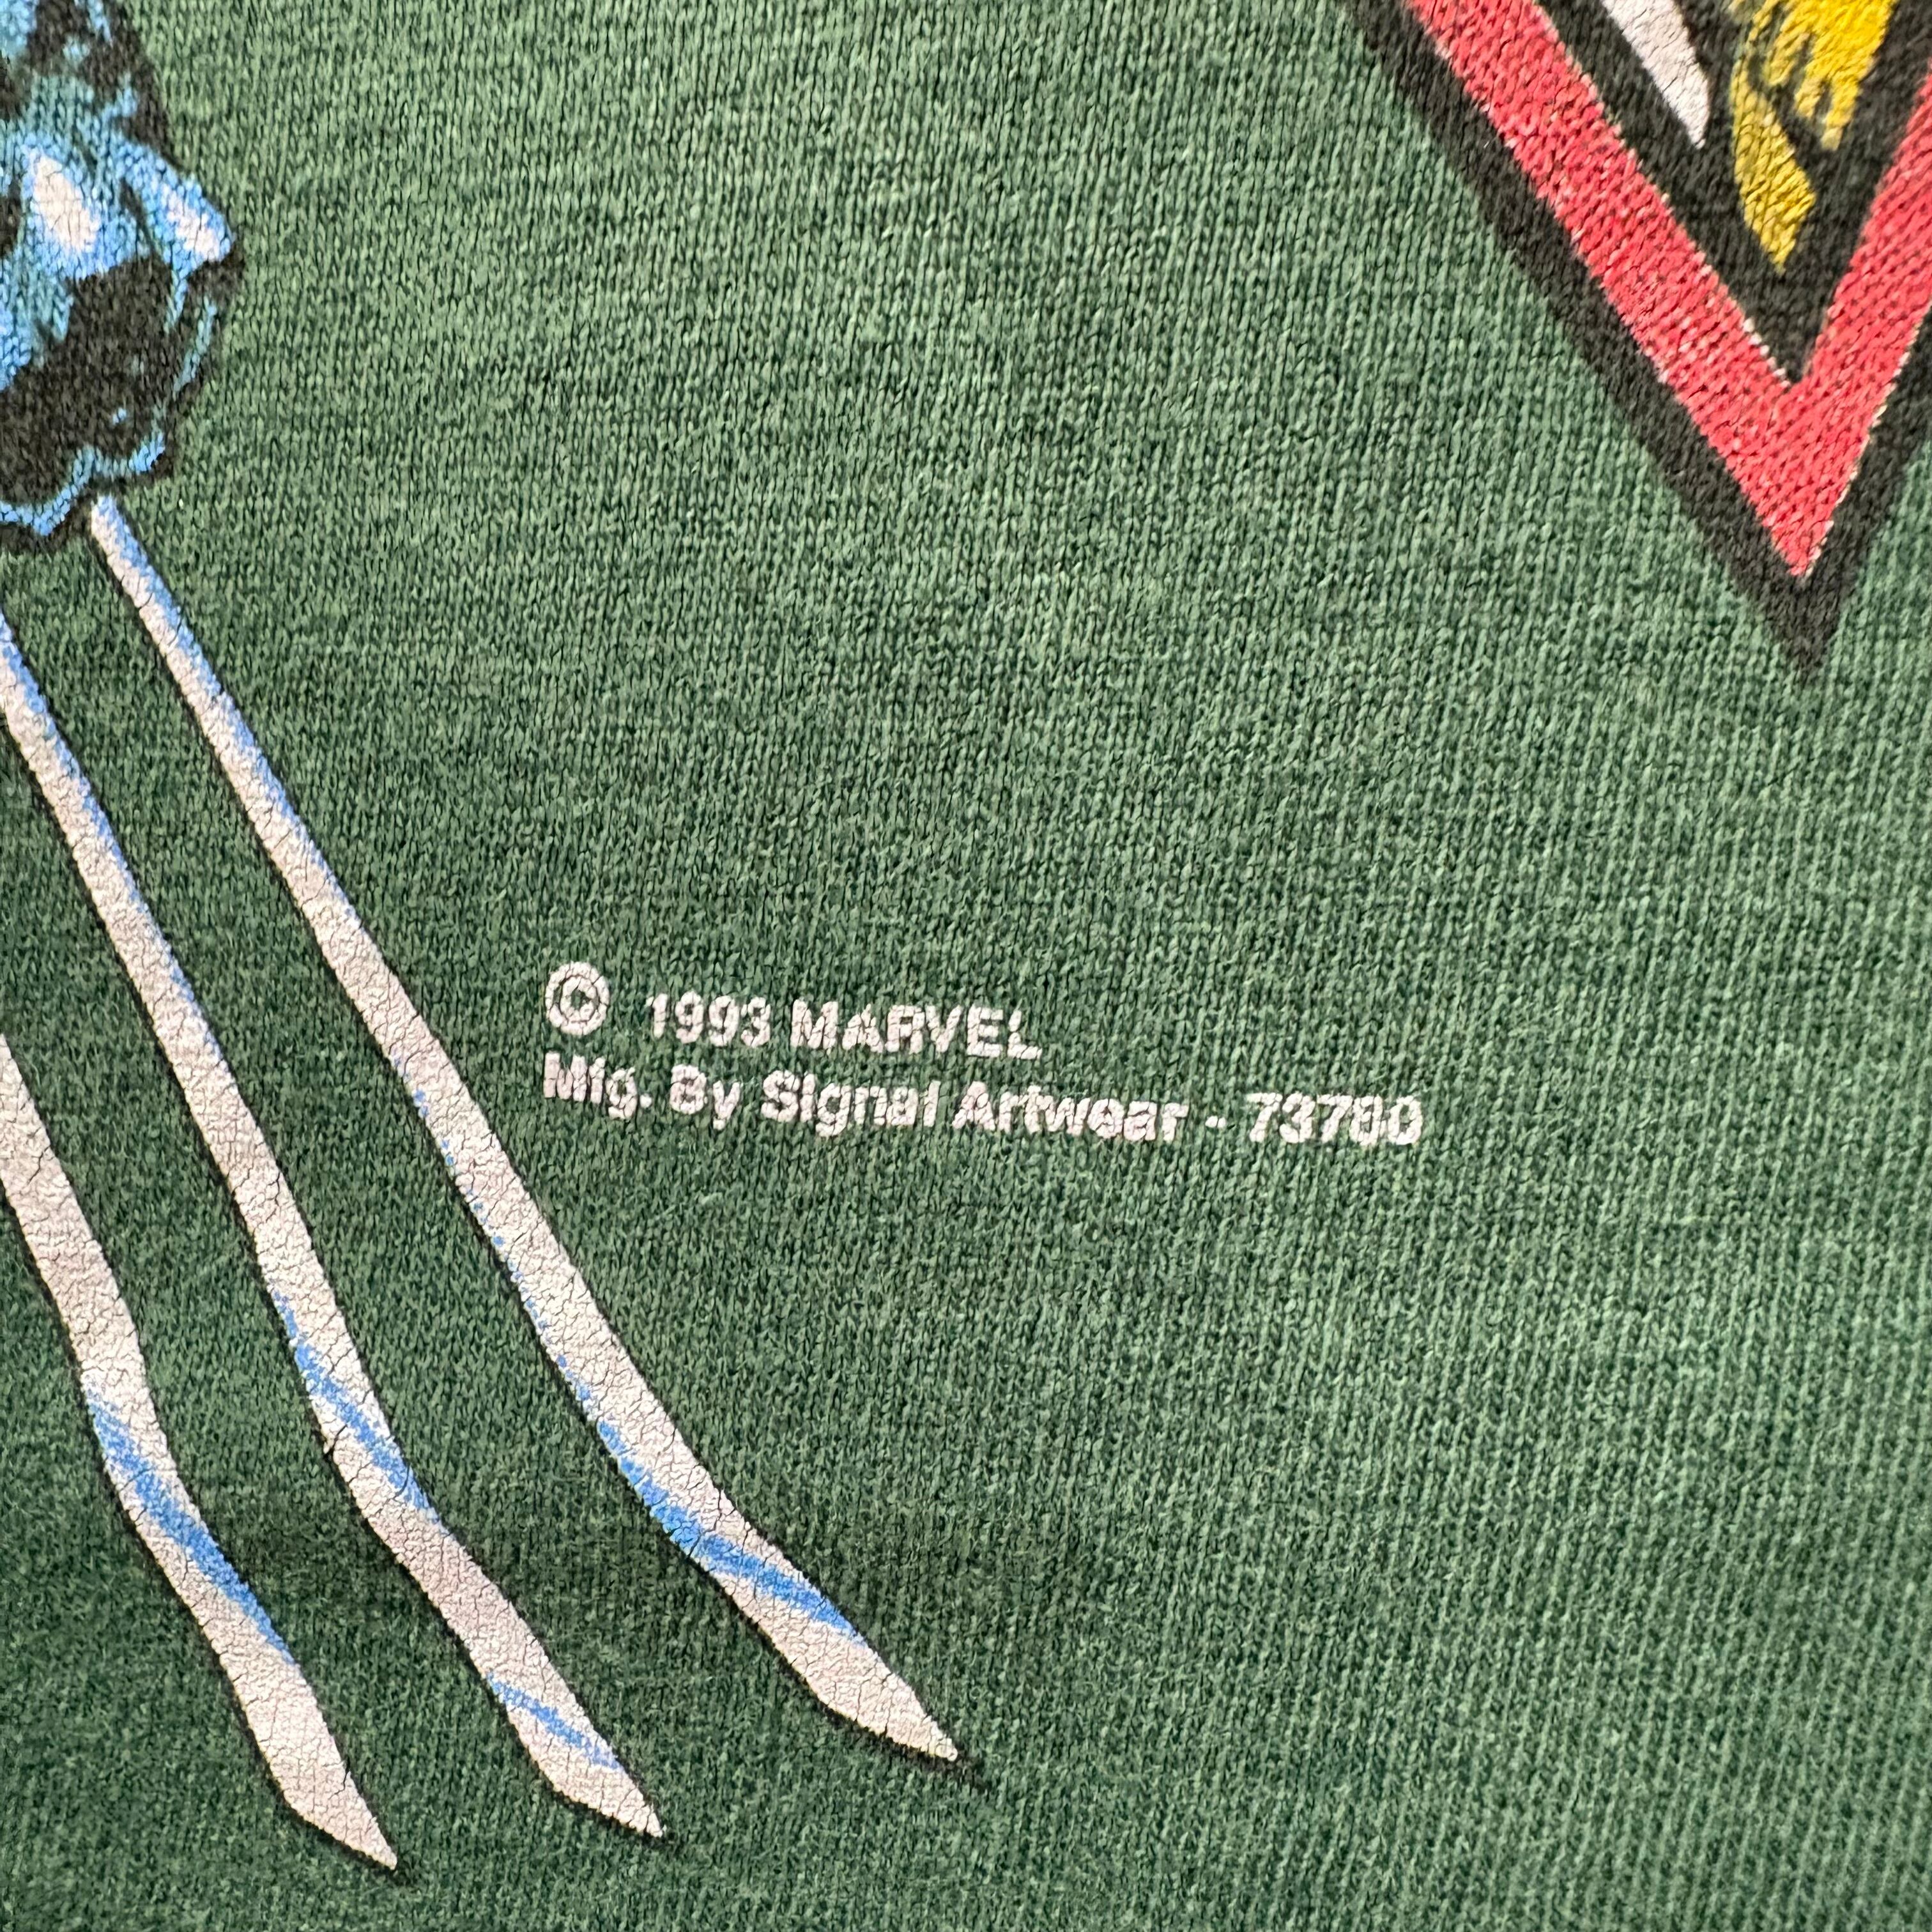 © 1993 MARVEL
Mfg. By Signal Artwear - 73780